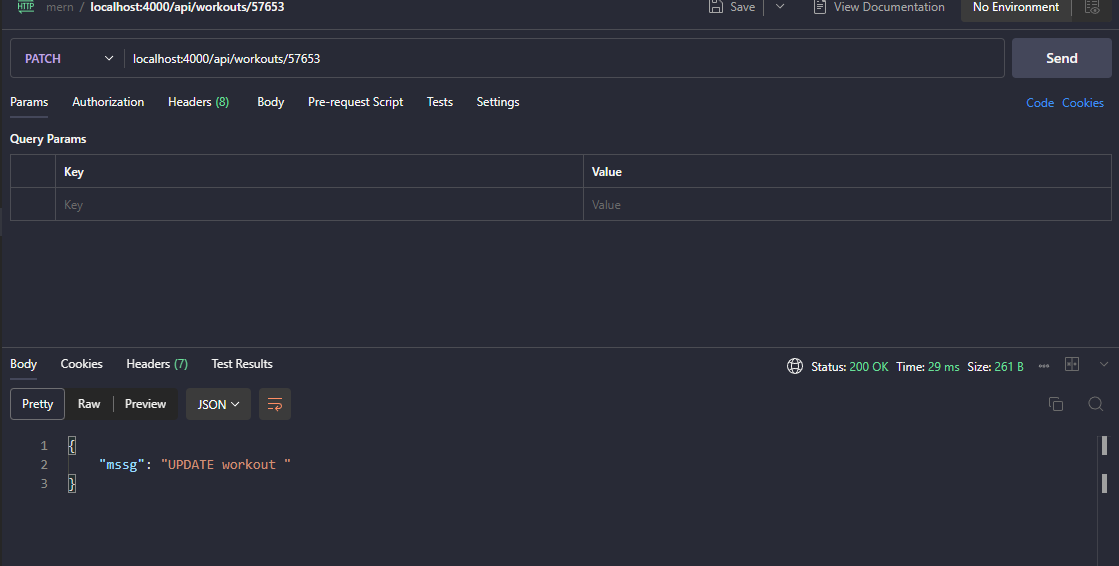 HTTP mern / localhost:4000/api/workouts/57653 Save View Documentation No Environment
PATCH localhost:4000/api/workouts/57653 Send
Params Authorization Headers (8) Body Pre-request Script Tests Settings Code Cookies
Query Params
Key Value
Key Value
Body Cookies Headers (7) Test Results Status: 200 OK Time: 29 ms Size: 261 B
Pretty Raw Preview JSON
1 {
2 "mssg": "UPDATE workout "
3 }